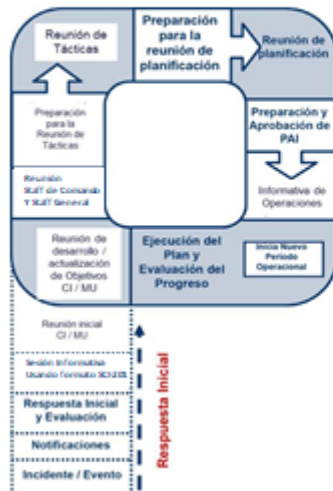 Reunión de
Tácticas
Preparación
para la
reunión de
planificación
Reunión de
planificación
Preparación
para la
Reunión de
Tácticas
Preparación y
Aprobación de
PAI
Reunión
Staff de Comando
Y Staff General
Informativa de
Operaciones
Reunión de
desarrollo /
actualización
de Objetivos
CI / MU
Ejecución del
Plan y
Evaluación del
Progreso
Inicia Nuevo
Periodo
Operacional
Reunión inicial
CI / MU
Sesión Informativa
Usando formato SCI-201
Respuesta Inicial
y Evaluación
Notificaciones
Incidente / Evento
Respuesta Inicial